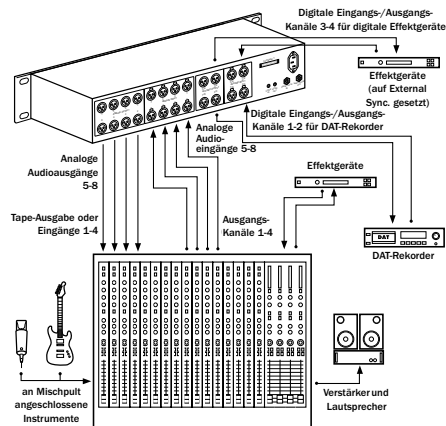 Digitale Eingangs-/Ausgangs-
Kanäle 3-4 für digitale Effektgeräte
Effektgeräte
(auf External
Sync. gesetzt)
Digitale Eingangs-/Ausgangs-
Kanäle 1-2 für DAT-Rekorder
Analoge
Audio-
eingänge 5-8
Analoge
Audioausgänge
5-8
Effektgeräte
Tape-Ausgabe oder
Eingänge 1-4
Ausgangs-
Kanäle 1-4
DAT
DAT-Rekorder
an Mischpult
angeschlossene
Instrumente
Verstärker und
Lautsprecher